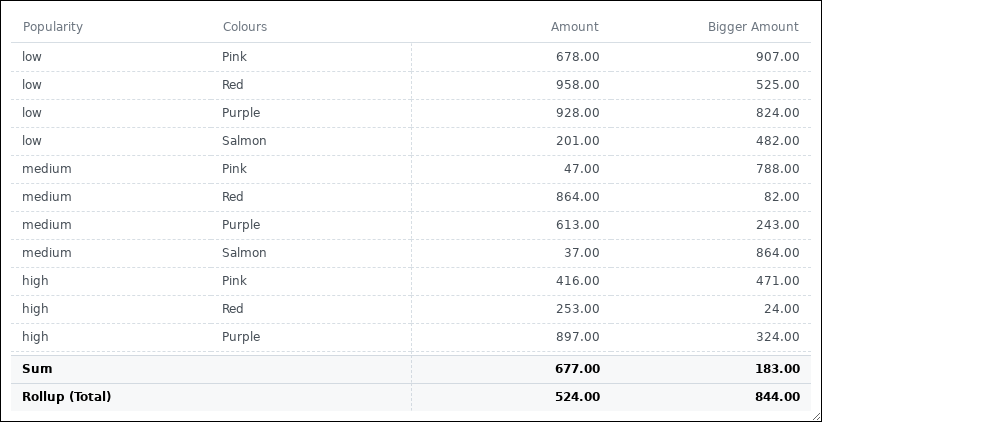 Popularity Colours Amount Bigger Amount
low Pink 678.00 907.00
low Red 958.00 525.00
low Purple 928.00 824.00
low Salmon 201.00 482.00
medium Pink 47.00 788.00
medium Red 864.00 82.00
medium Purple 613.00 243.00
medium Salmon 37.00 864.00
high Pink 416.00 471.00
high Red 253.00 24.00
high Purple 897.00 324.00
Sum 677.00 183.00
Rollup (Total) 524.00 844.00